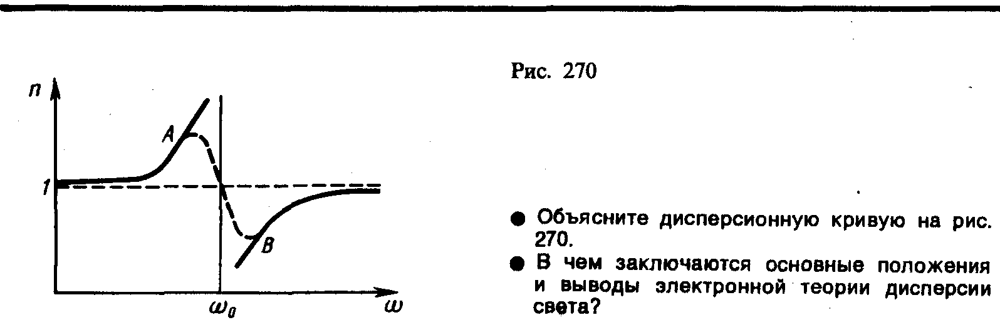 Рис. 270
n
A
1
B
ω₀
ω
● Объясните дисперсионную кривую на рис.
270.
● В чем заключаются основные положения
и выводы электронной теории дисперсии
света?